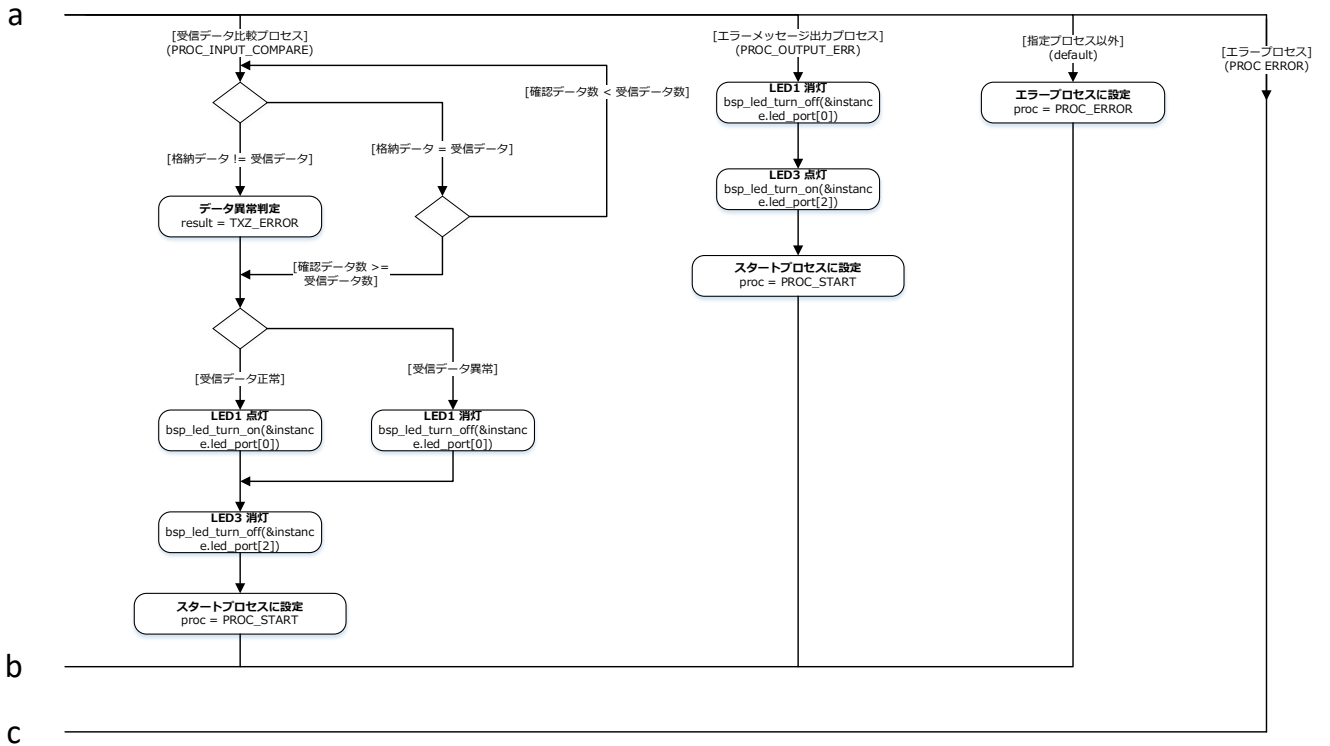 a
[受信データ比較プロセス]
(PROC_INPUT_COMPARE)
[確認データ数 < 受信データ数]
[格納データ != 受信データ]
[格納データ = 受信データ]
データ異常判定
result = TXZ_ERROR
[確認データ数 >=
受信データ数]
[受信データ正常]
[受信データ異常]
LED1 点灯
bsp_led_turn_on(&instanc
e.led_port[0])
LED1 消灯
bsp_led_turn_off(&instanc
e.led_port[0])
LED3 消灯
bsp_led_turn_off(&instanc
e.led_port[2])
スタートプロセスに設定
proc = PROC_START
[エラーメッセージ出力プロセス]
(PROC_OUTPUT_ERR)
LED1 消灯
bsp_led_turn_off(&instanc
e.led_port[0])
LED3 点灯
bsp_led_turn_on(&instanc
e.led_port[2])
スタートプロセスに設定
proc = PROC_START
[指定プロセス以外]
(default)
エラープロセスに設定
proc = PROC_ERROR
[エラープロセス]
(PROC ERROR)
b
c